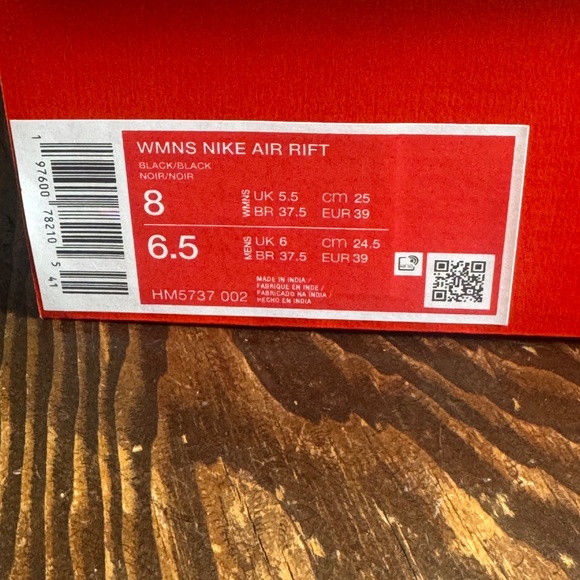 WMNS NIKE AIR RIFT
BLACK/BLACK
NOIR/NOIR
8 WMNS UK 5.5 cm 25
BR 37.5 EUR 39
6.5 MENS UK 6 cm 24.5
BR 37.5 EUR 39
HM5737 002
MADE IN INDIA /
FABRIQUE EN INDE /
FABRICADO NA INDIA /
HECHO EN INDIA
1 97600 78210 5 41